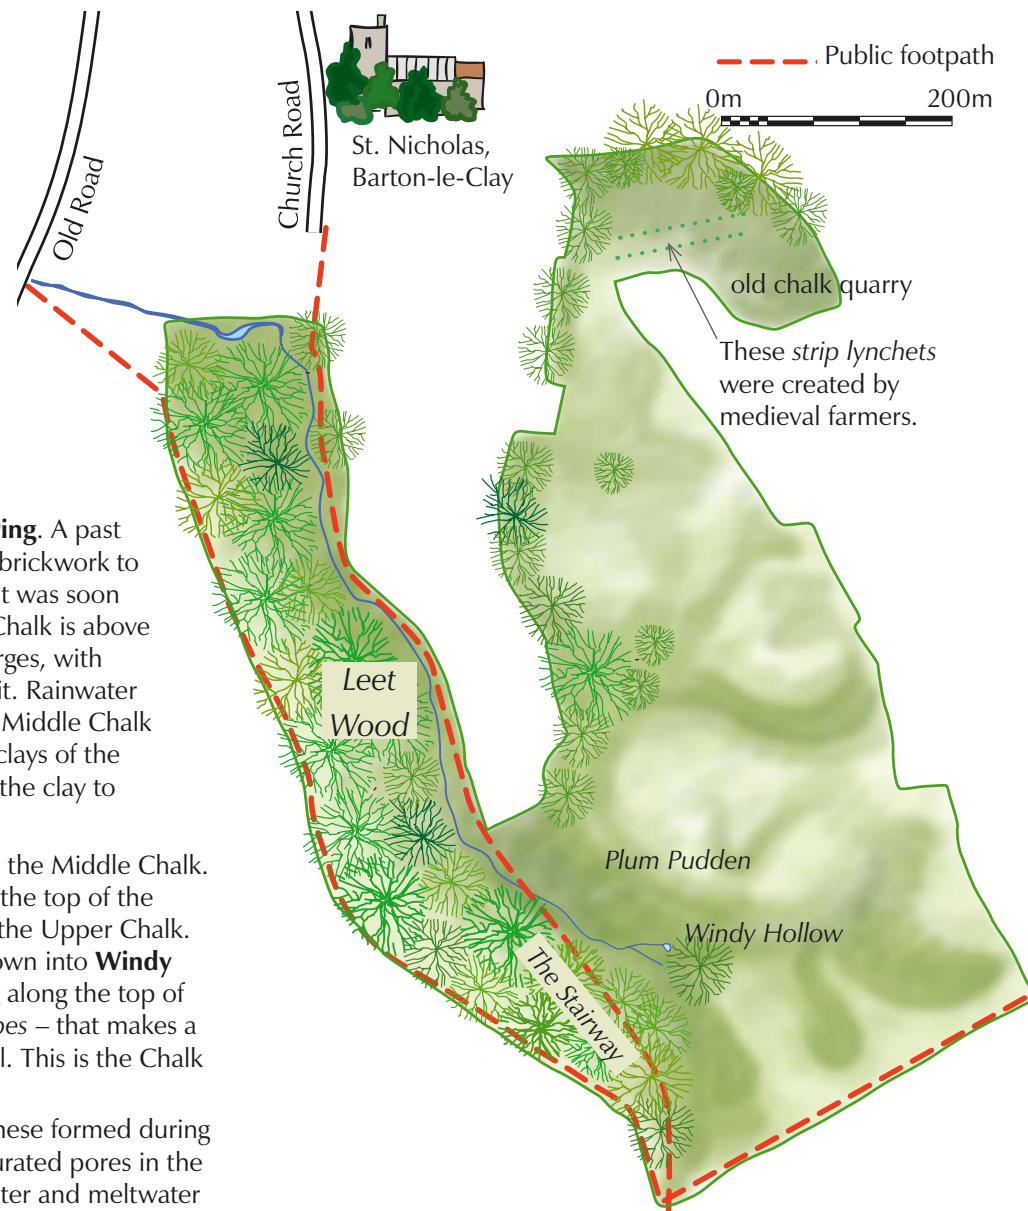 Public footpath
0m 200m
Old Road
Church Road
St. Nicholas,
Barton-le-Clay
old chalk quarry
These strip lynchets
were created by
medieval farmers.
Leet
Wood
Plum Pudden
Windy Hollow
The Stairway
ring. A past
brickwork to
t was soon
Chalk is above
rges, with
it. Rainwater
Middle Chalk
clays of the
the clay to
the Middle Chalk.
the top of the
the Upper Chalk.
own into Windy
along the top of
pes – that makes a
l. This is the Chalk
hese formed during
urated pores in the
ter and meltwater